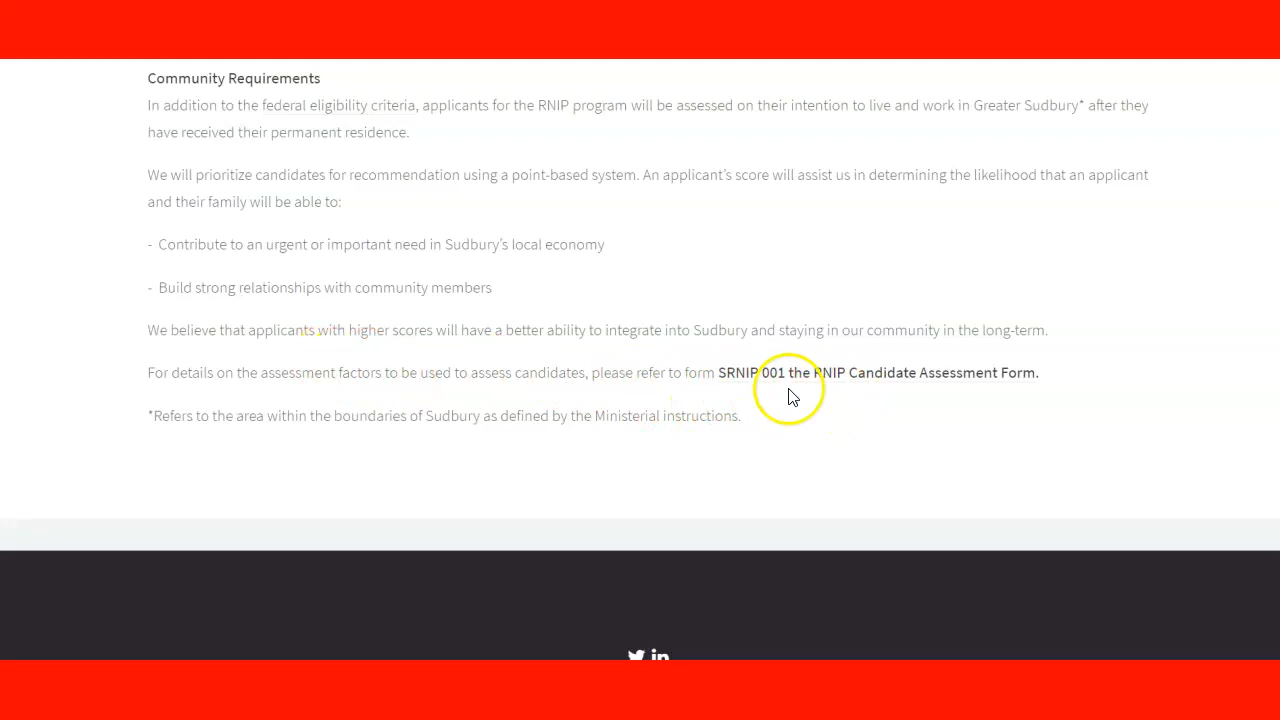 Community Requirements
In addition to the federal eligibility criteria, applicants for the RNIP program will be assessed on their intention to live and work in Greater Sudbury* after they
have received their permanent residence.
We will prioritize candidates for recommendation using a point-based system. An applicant's score will assist us in determining the likelihood that an applicant
and their family will be able to:
- Contribute to an urgent or important need in Sudbury's local economy
- Build strong relationships with community members
We believe that applicants with higher scores will have a better ability to integrate into Sudbury and staying in our community in the long-term.
For details on the assessment factors to be used to assess candidates, please refer to form SRNIP 001 the RNIP Candidate Assessment Form.
*Refers to the area within the boundaries of Sudbury as defined by the Ministerial instructions.